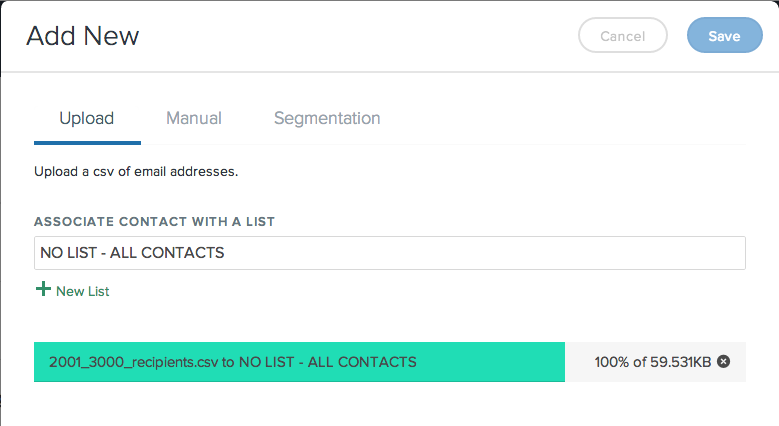 Add New
Cancel
Save
Upload
Manual
Segmentation
Upload a csv of email addresses.
ASSOCIATE CONTACT WITH A LIST
NO LIST - ALL CONTACTS
New List
2001_3000_recipients.csv to NO LIST - ALL CONTACTS
100% of 59.531KB